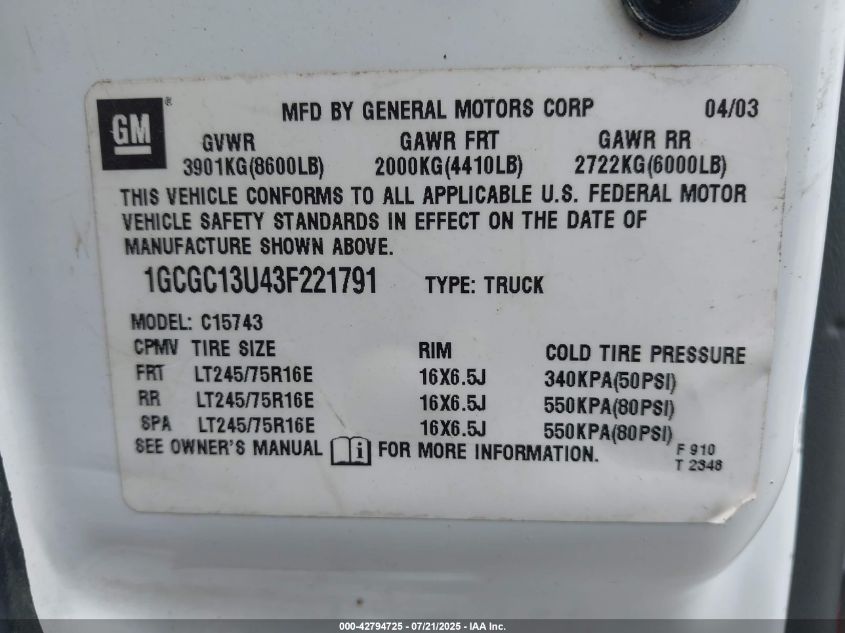 GM®
MFD BY GENERAL MOTORS CORP 04/03
GVWR GAWR FRT GAWR RR
3901KG(8600LB) 2000KG(4410LB) 2722KG(6000LB)
THIS VEHICLE CONFORMS TO ALL APPLICABLE U.S. FEDERAL MOTOR
VEHICLE SAFETY STANDARDS IN EFFECT ON THE DATE OF
MANUFACTURE SHOWN ABOVE.
1GCGC13U43F221791 TYPE: TRUCK
MODEL: C15743
CPMV TIRE SIZE RIM COLD TIRE PRESSURE
FRT LT245/75R16E 16X6.5J 340KPA(50PSI)
RR LT245/75R16E 16X6.5J 550KPA(80PSI)
SPA LT245/75R16E 16X6.5J 550KPA(80PSI)
SEE OWNER'S MANUAL i FOR MORE INFORMATION.
F 910
T 2348
000-42794725 - 07/21/2025 - IAA Inc.